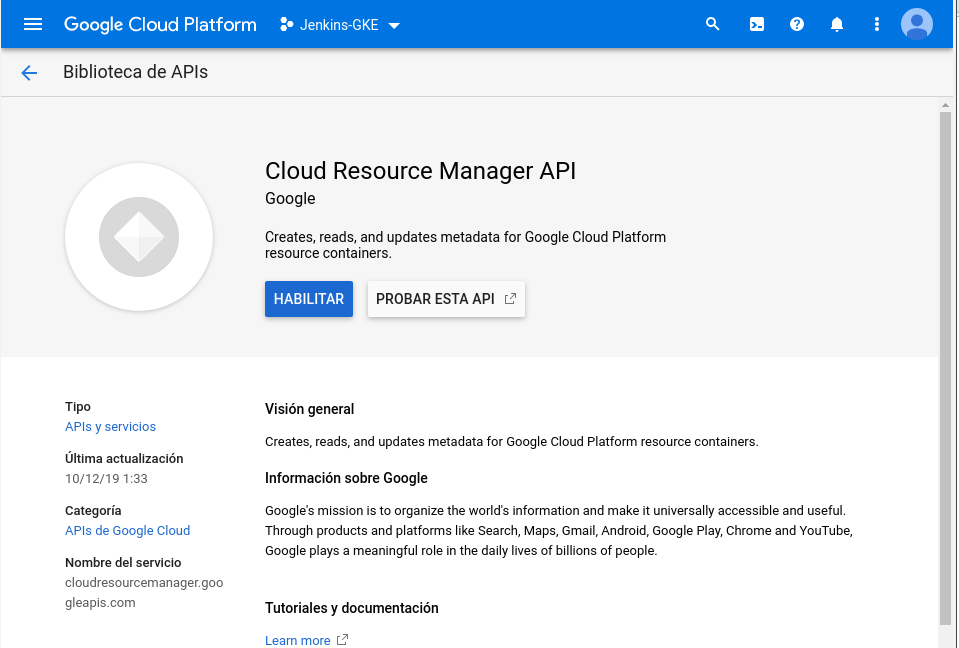 Google Cloud Platform
Jenkins-GKE
Biblioteca de APIs
Cloud Resource Manager API
Google
Creates, reads, and updates metadata for Google Cloud Platform
resource containers.
HABILITAR
PROBAR ESTA API
Tipo
APIs y servicios
Última actualización
10/12/19 1:33
Categoría
APIs de Google Cloud
Nombre del servicio
cloudresourcemanager.goo
gleapis.com
Visión general
Creates, reads, and updates metadata for Google Cloud Platform resource containers.
Información sobre Google
Google's mission is to organize the world's information and make it universally accessible and useful.
Through products and platforms like Search, Maps, Gmail, Android, Google Play, Chrome and YouTube,
Google plays a meaningful role in the daily lives of billions of people.
Tutoriales y documentación
Learn more